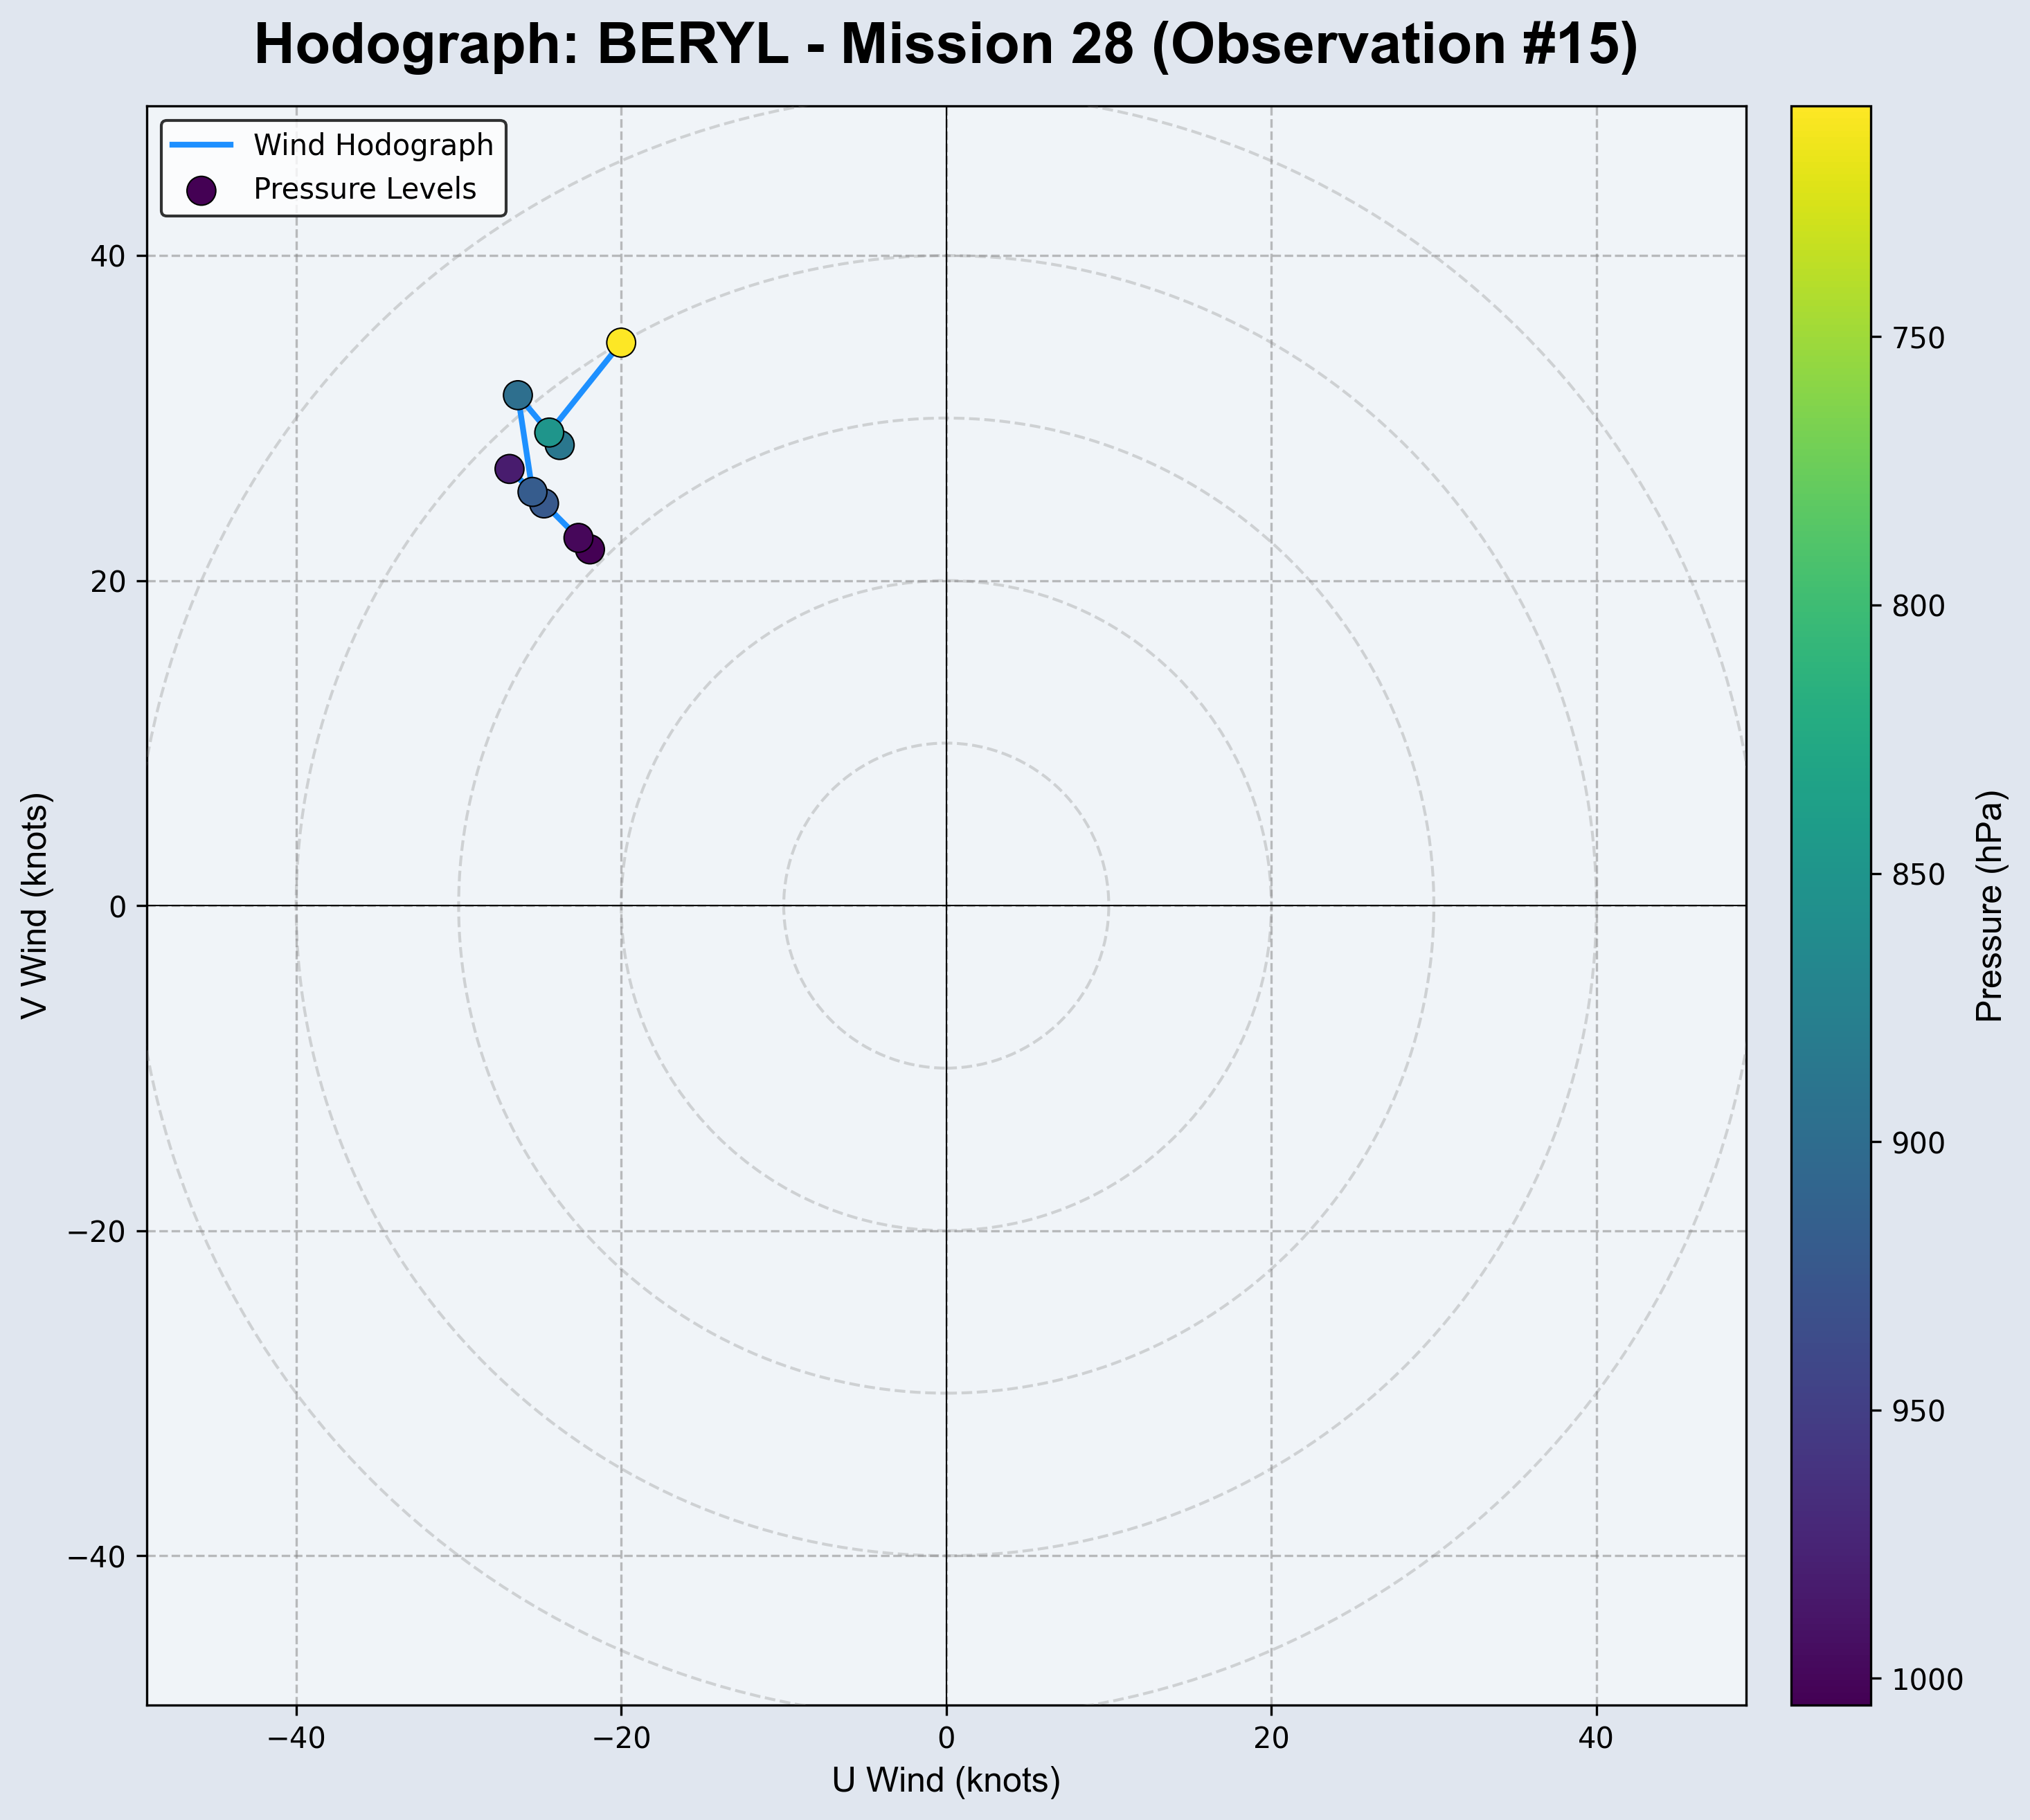 Hodograph: BERYL - Mission 28 (Observation #15)
Wind Hodograph
Pressure Levels
40
20
0
−20
−40
V Wind (knots)
−40
−20
0
20
40
U Wind (knots)
750
800
850
900
950
1000
Pressure (hPa)